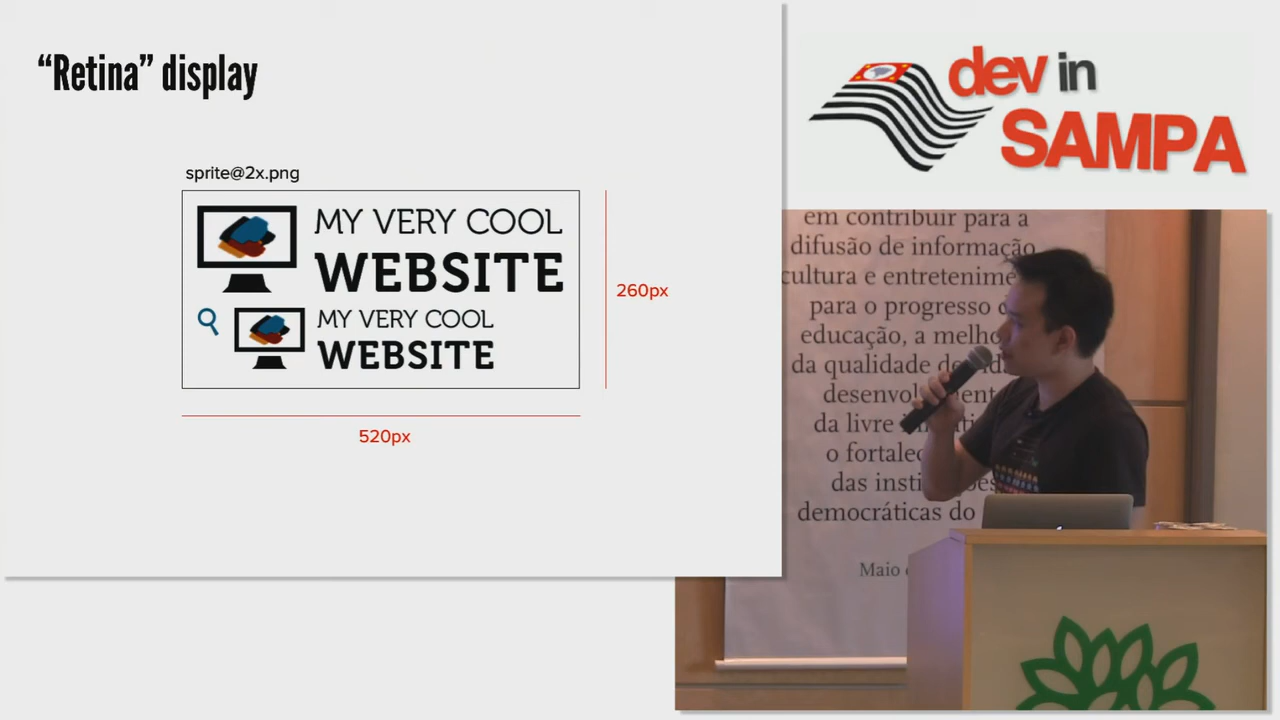 “Retina” display
sprite@2x.png
MY VERY COOL
WEBSITE
MY VERY COOL
WEBSITE
260px
520px
dev in
SAMPA
em contribuir para a
difusão de informação
cultura e entretenime
para o progresso
educação, a melho
da qualidade de
desenvol
da livre
o fortalec
das insti
democráticas do
Maio